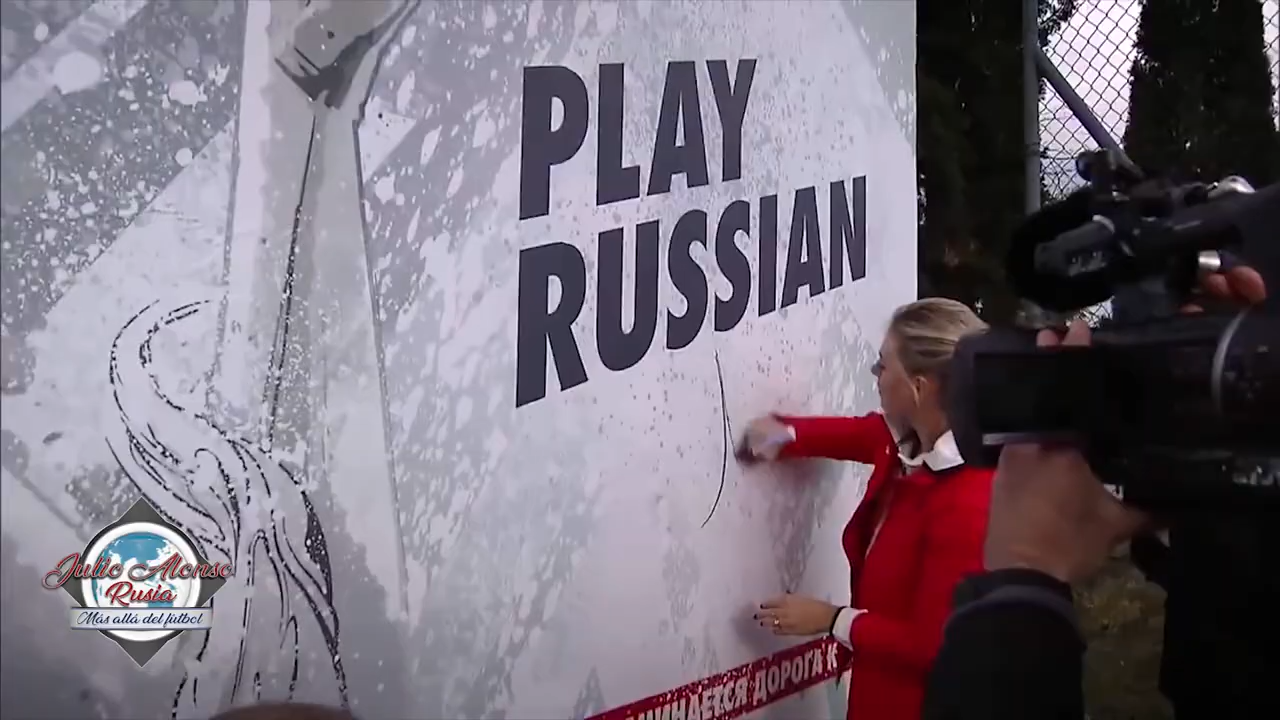 PLAY
RUSSIAN
Julio Alonso
Rusia
Más allá del fútbol
ДОРОГА К